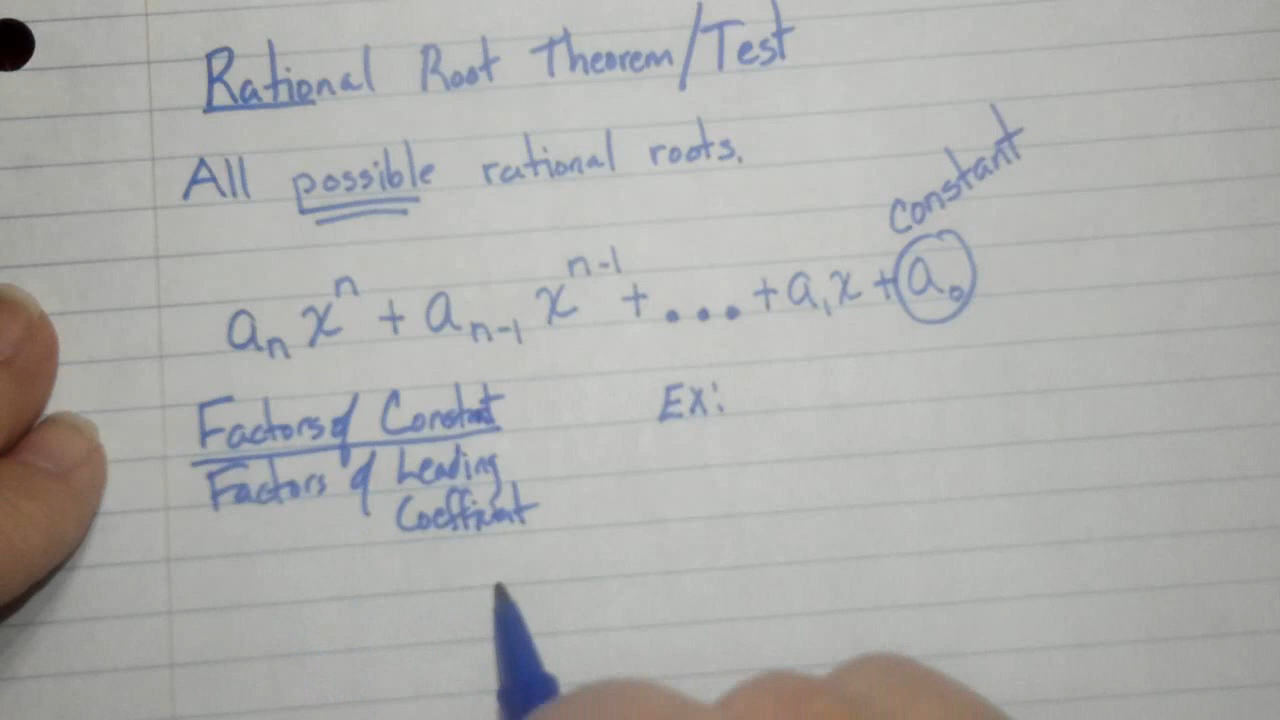 Rational Root Theorem/Test
All possible rational roots.
constant
aₙxⁿ + aₙ₋₁xⁿ⁻¹ + ... + a₁x + a₀
Factors of Constant
Ex:
Factors of Leading
Coefficient